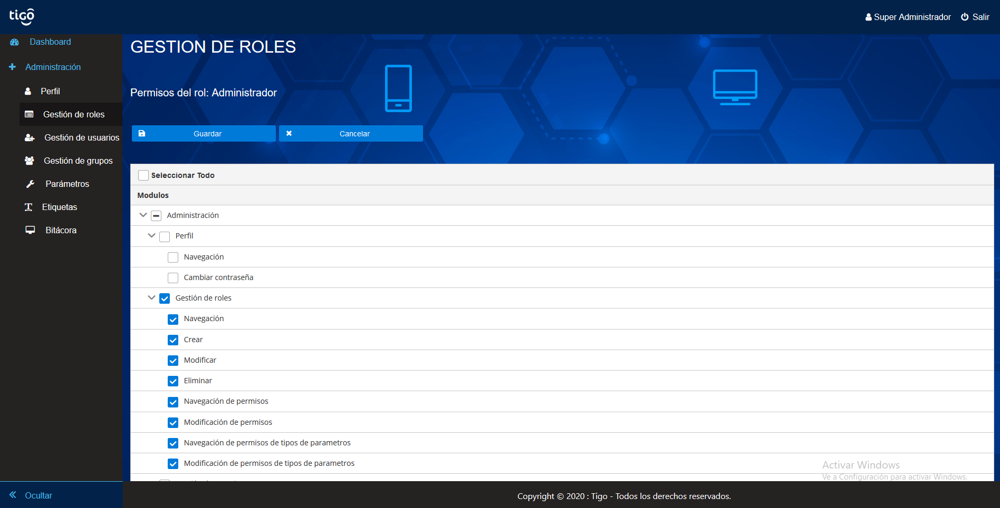 tigo
Super Administrador
Salir
Dashboard
Administración
Perfil
Gestión de roles
Gestión de usuarios
Gestión de grupos
Parámetros
Etiquetas
Bitácora
Ocultar
GESTION DE ROLES
Permisos del rol: Administrador
Guardar
Cancelar
Seleccionar Todo
Modulos
Administración
Perfil
Navegación
Cambiar contraseña
Gestión de roles
Navegación
Crear
Modificar
Eliminar
Navegación de permisos
Modificación de permisos
Navegación de permisos de tipos de parametros
Modificación de permisos de tipos de parametros
Activar Windows
Ve a Configuración para activar Windows.
Copyright © 2020 : Tigo - Todos los derechos reservados.